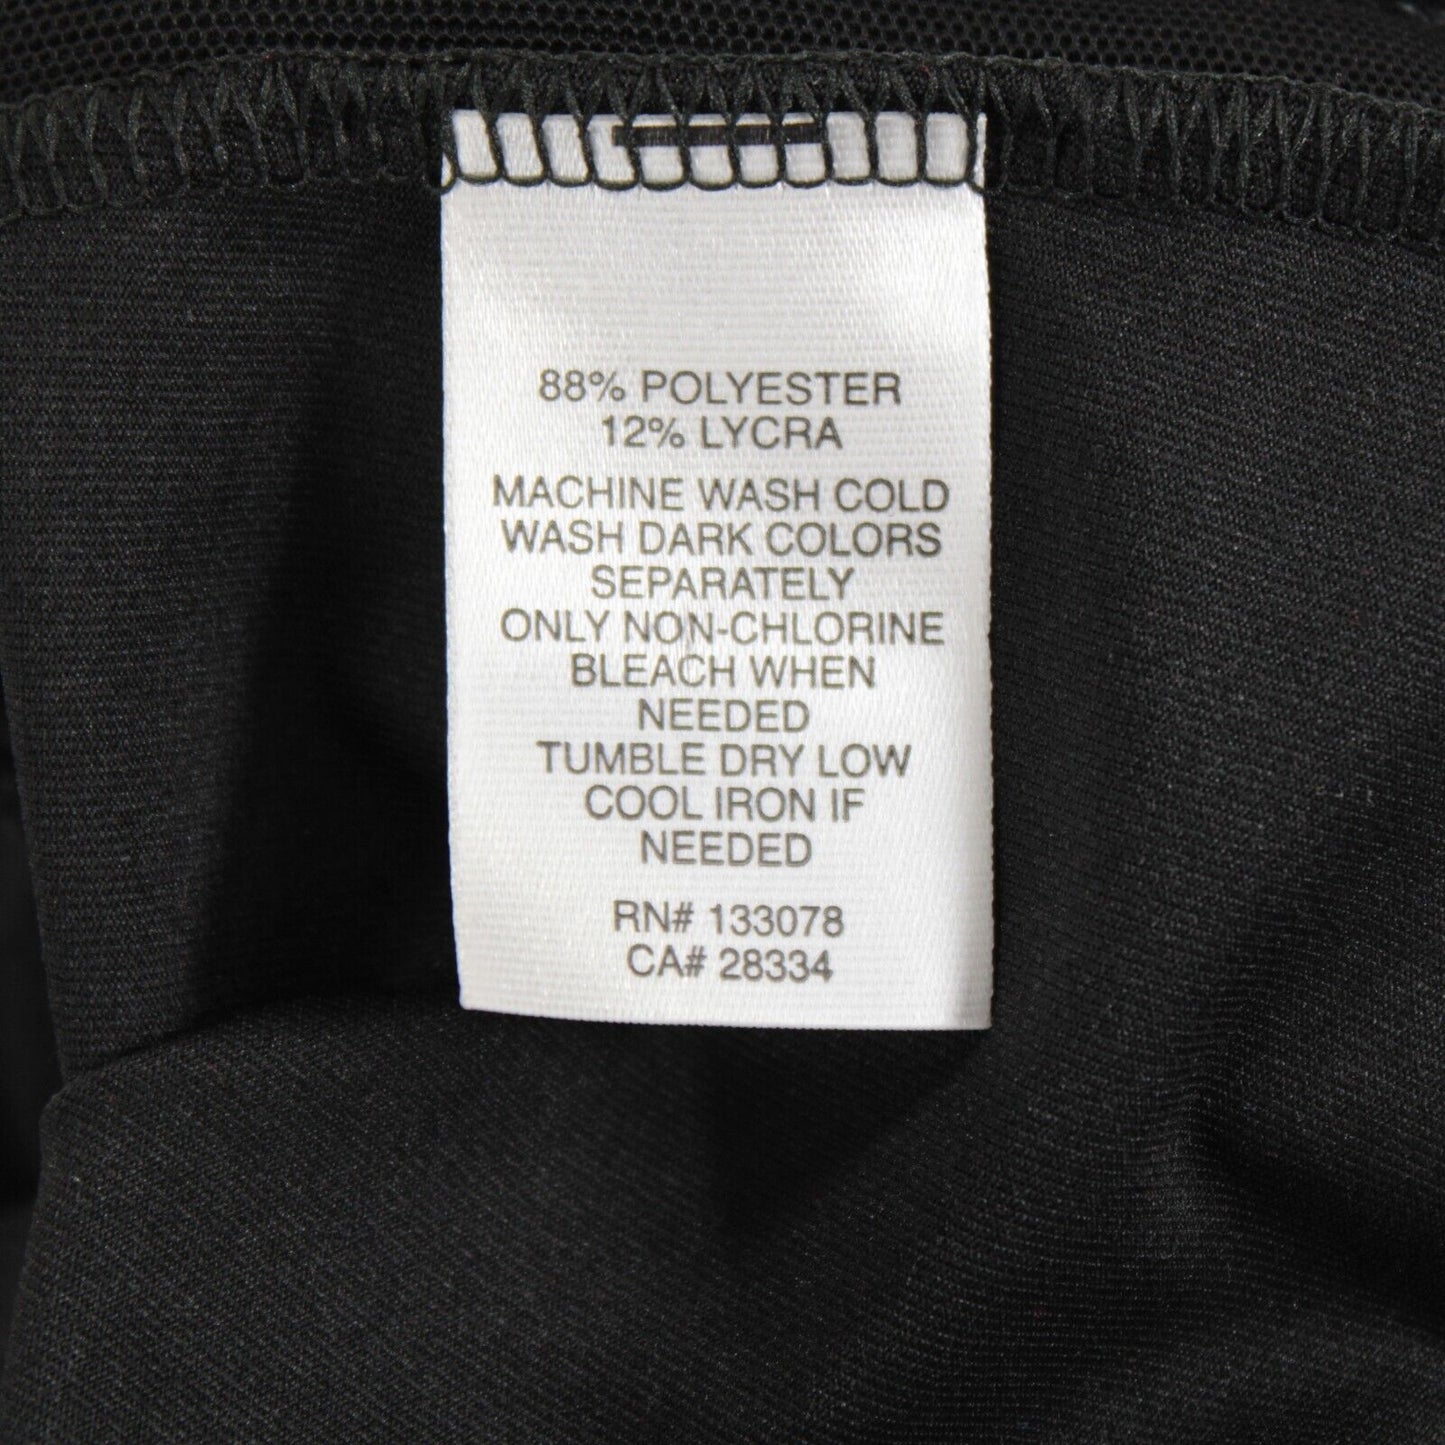 88% POLYESTER
12% LYCRA
MACHINE WASH COLD
WASH DARK COLORS
SEPARATELY
ONLY NON-CHLORINE
BLEACH WHEN
NEEDED
TUMBLE DRY LOW
COOL IRON IF
NEEDED
RN# 133078
CA# 28334